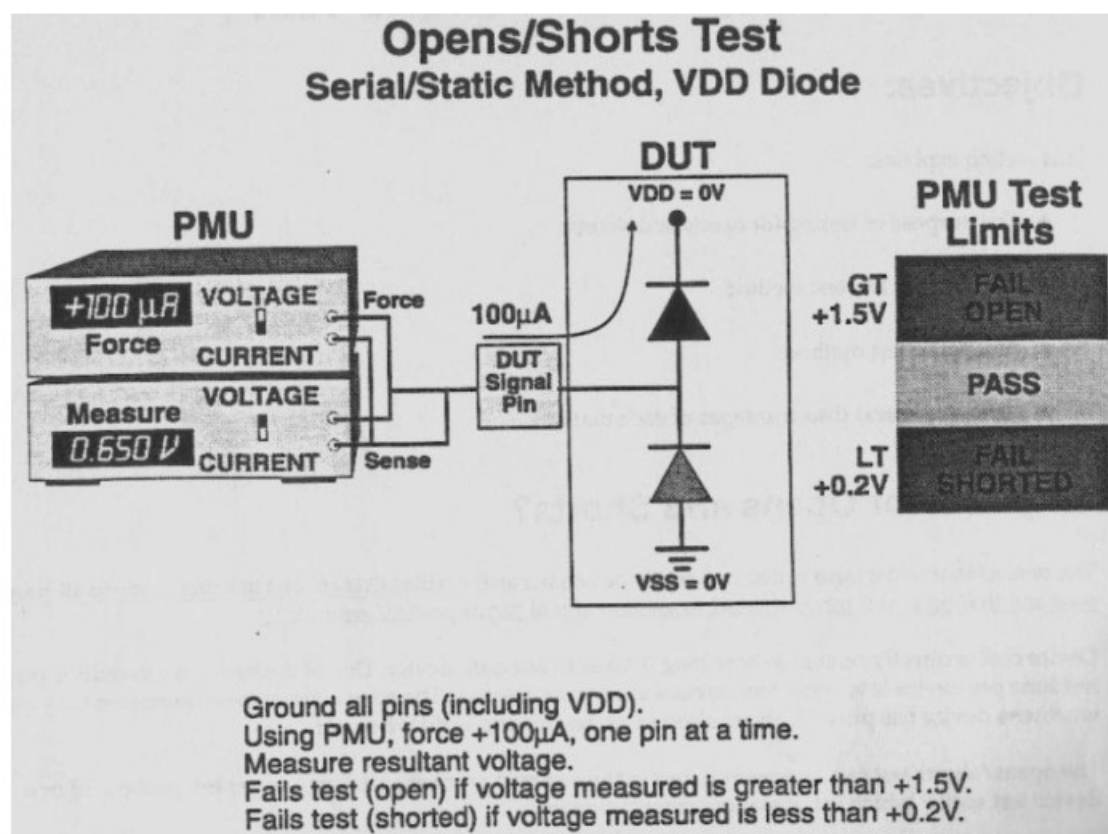 Opens/Shorts Test
Serial/Static Method, VDD Diode
DUT
VDD = 0V
PMU
PMU Test
Limits
+100 µA
Force
VOLTAGE
CURRENT
Force
Measure
0.650 V
VOLTAGE
CURRENT
Sense
100µA
DUT
Signal
Pin
VSS = 0V
GT
+1.5V
FAIL
OPEN
PASS
LT
+0.2V
FAIL
SHORTED
Ground all pins (including VDD).
Using PMU, force +100µA, one pin at a time.
Measure resultant voltage.
Fails test (open) if voltage measured is greater than +1.5V.
Fails test (shorted) if voltage measured is less than +0.2V.